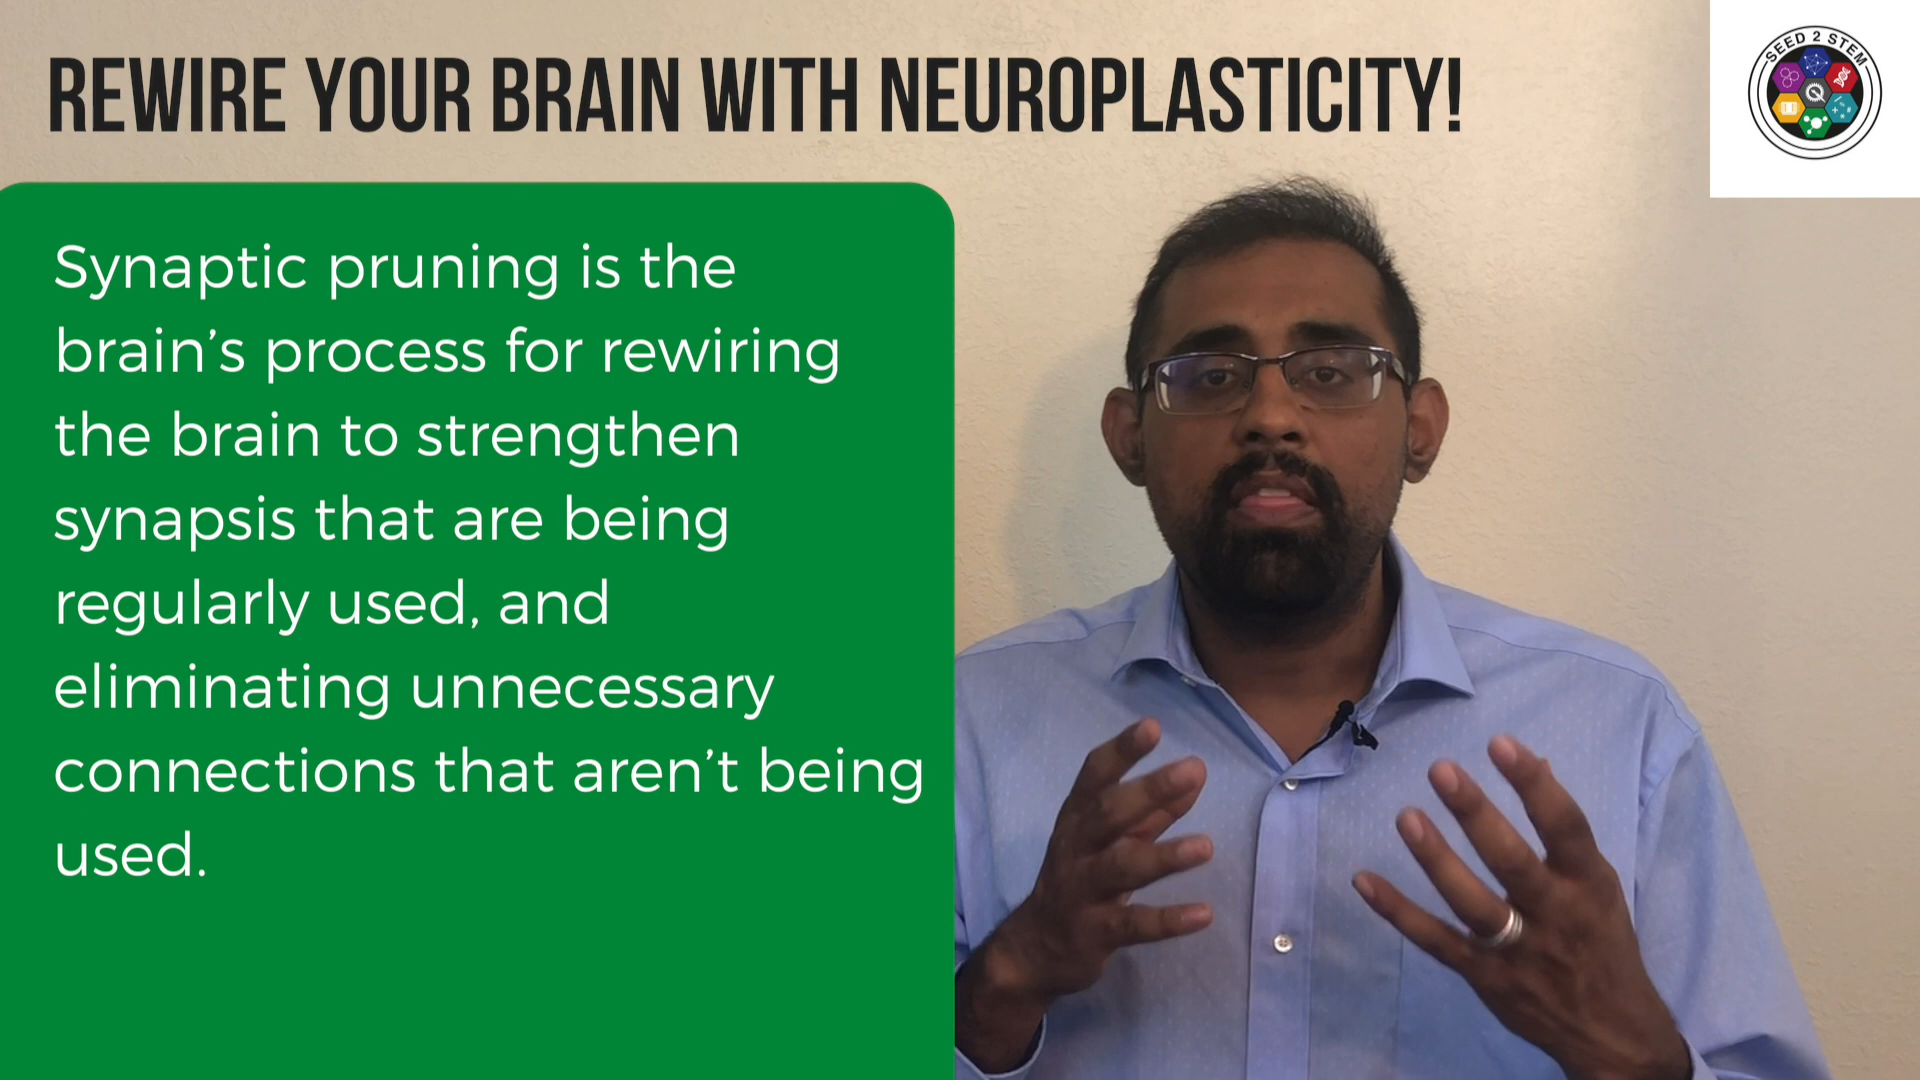 REWIRE YOUR BRAIN WITH NEUROPLASTICITY!
SEED 2 STEM
Synaptic pruning is the
brain's process for rewiring
the brain to strengthen
synapsis that are being
regularly used, and
eliminating unnecessary
connections that aren't being
used.